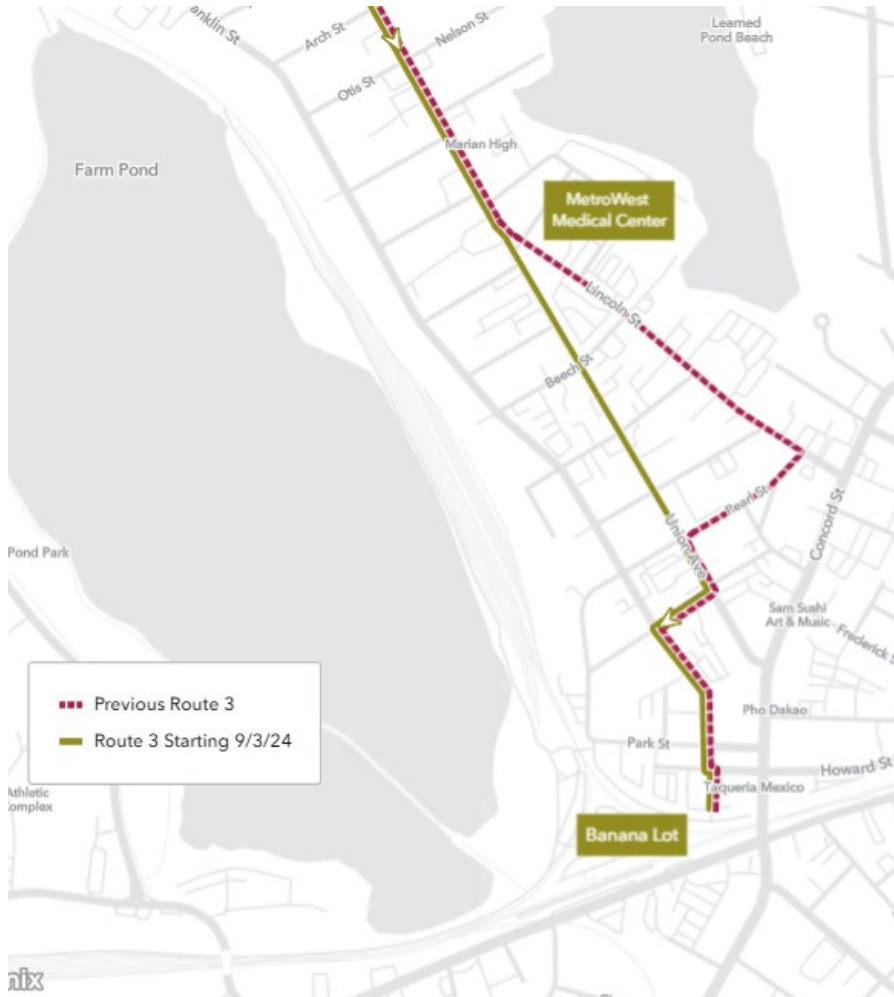 anklin St
Arch St
Nelson St
Learned
Pond Beach
Otis St
Marian High
Farm Pond
MetroWest
Medical Center
Lincoln St
Beech St
Pearl St
Concord St
Union Ave
Pond Park
Sam Sushi
Art & Music
Frederick S
Previous Route 3
Route 3 Starting 9/3/24
Pho Dakao
Park St
Howard St
Taqueria Mexico
Athletic
Complex
Banana Lot
nix